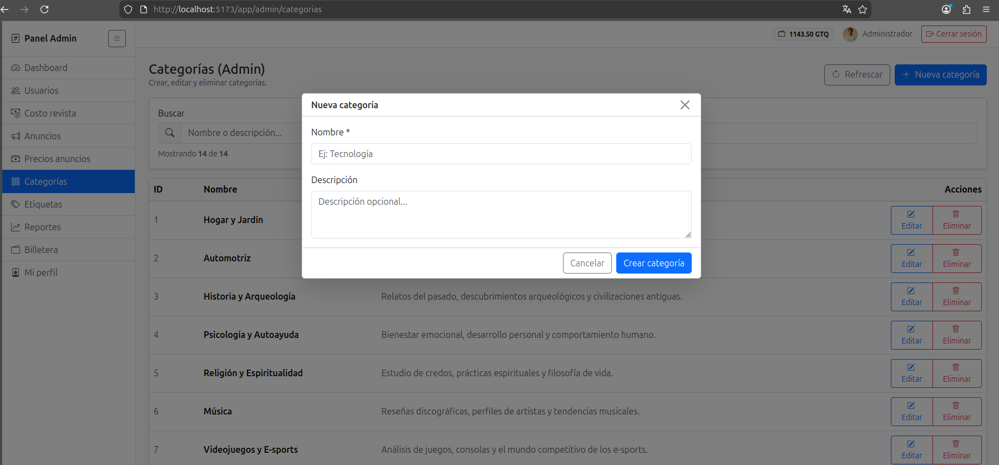 http://localhost:5173/app/admin/categorias
Panel Admin
1143.50 GTQ
Administrador
Cerrar sesión
Dashboard
Usuarios
Costo revista
Anuncios
Precios anuncios
Categorías
Etiquetas
Reportes
Billetera
Mi perfil
Categorías (Admin)
Crear, editar y eliminar categorías.
Refrescar
Nueva categoría
Buscar
Nombre o descripción...
Mostrando 14 de 14
Nueva categoría
Nombre *
Ej: Tecnología
Descripción
Descripción opcional...
Cancelar
Crear categoría
ID Nombre Acciones
1 Hogar y Jardín Editar Eliminar
2 Automotriz Editar Eliminar
3 Historia y Arqueología Relatos del pasado, descubrimientos arqueológicos y civilizaciones antiguas. Editar Eliminar
4 Psicología y Autoayuda Bienestar emocional, desarrollo personal y comportamiento humano. Editar Eliminar
5 Religión y Espiritualidad Estudio de credos, prácticas espirituales y filosofía de vida. Editar Eliminar
6 Música Reseñas discográficas, perfiles de artistas y tendencias musicales. Editar Eliminar
7 Videojuegos y E-sports Análisis de juegos, consolas y el mundo competitivo de los e-sports. Editar Eliminar